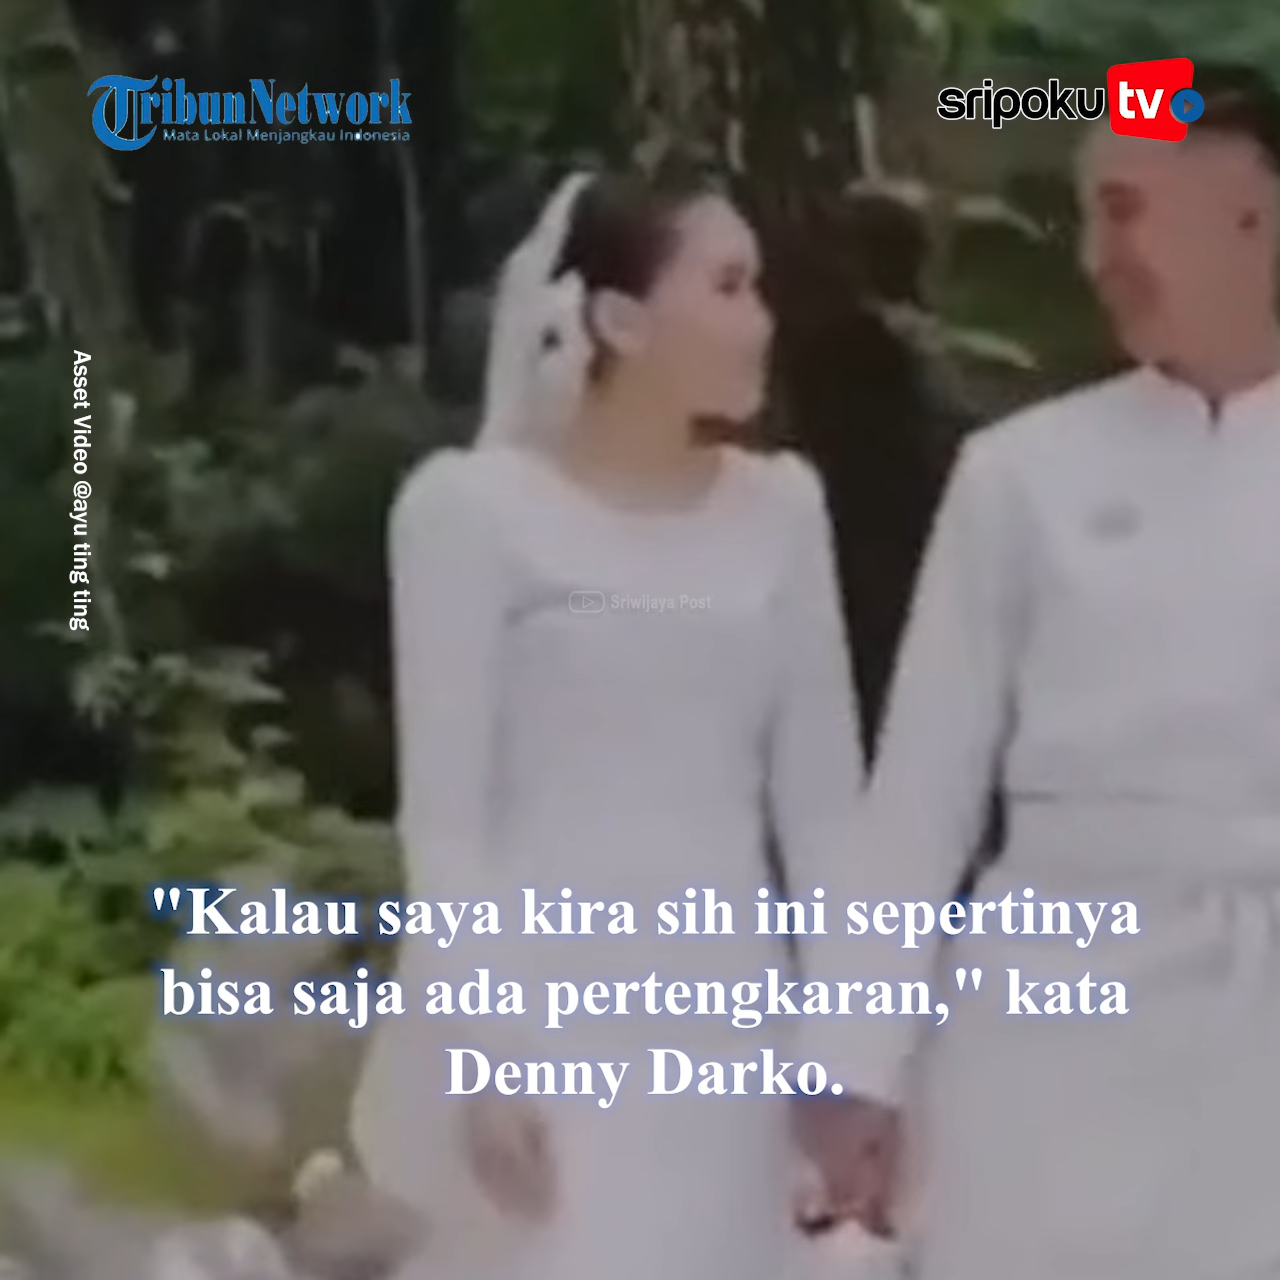 TribunNetwork
Mata Lokal Menjangkau Indonesia
sripoku tv
Asset Video @ayu ting ting
Sriwijaya Post
"Kalau saya kira sih ini sepertinya
bisa saja ada pertengkaran," kata
Denny Darko.